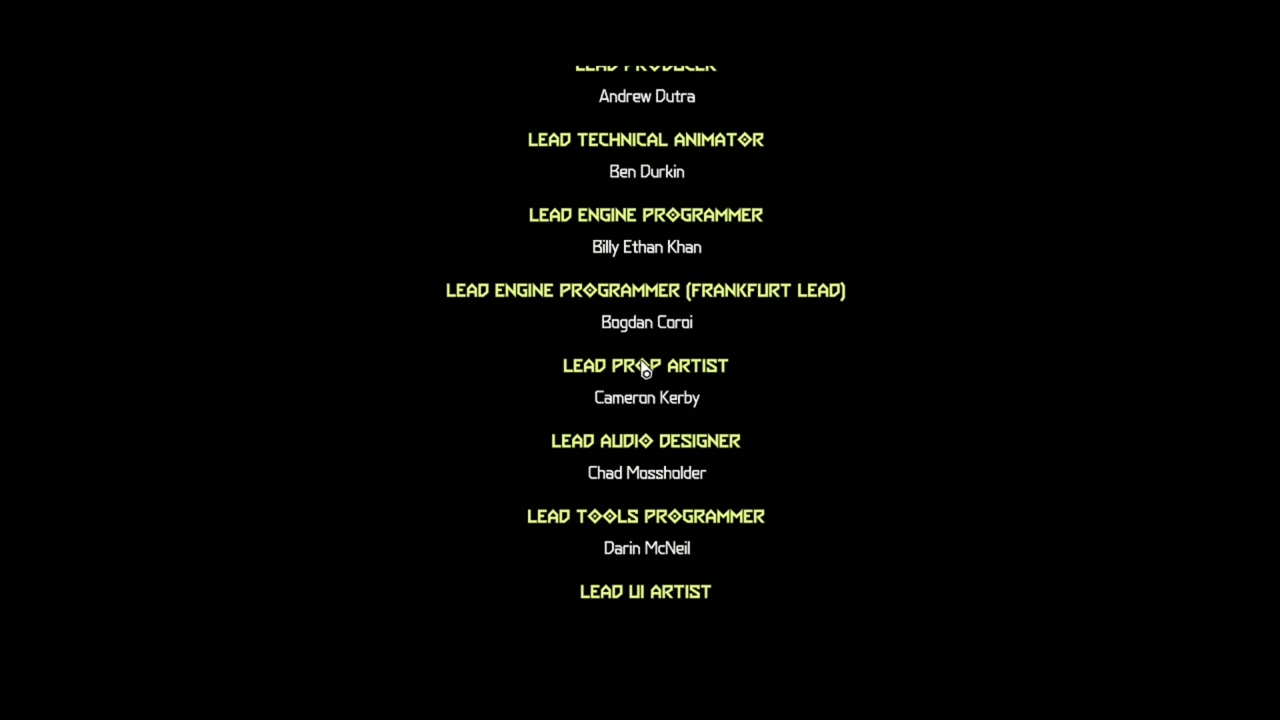 LEAD PRODUCER
Andrew Dutra
LEAD TECHNICAL ANIMATOR
Ben Durkin
LEAD ENGINE PROGRAMMER
Billy Ethan Khan
LEAD ENGINE PROGRAMMER (FRANKFURT LEAD)
Bogdan Coroi
LEAD PROP ARTIST
Cameron Kerby
LEAD AUDIO DESIGNER
Chad Mossholder
LEAD TOOLS PROGRAMMER
Darin McNeil
LEAD UI ARTIST